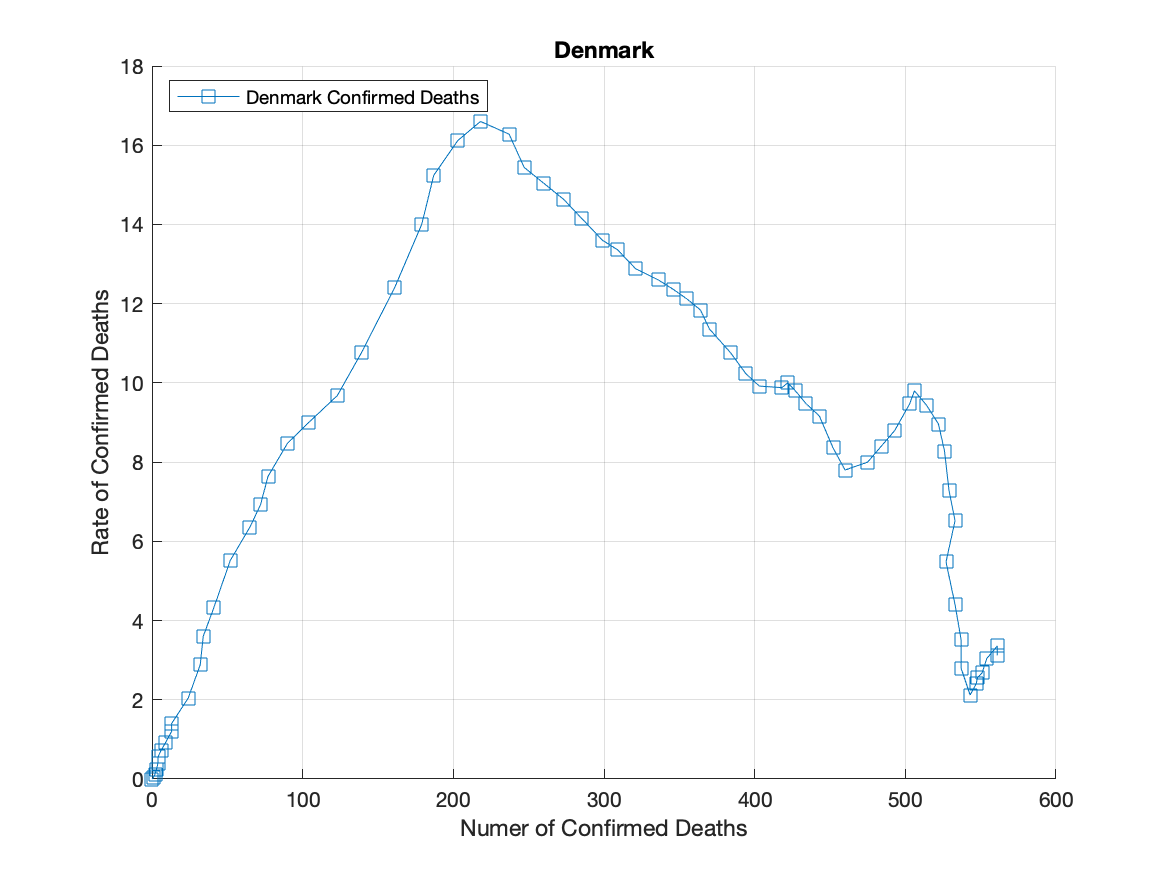 Denmark
Denmark Confirmed Deaths
18
16
14
12
10
8
6
4
2
0
Rate of Confirmed Deaths
0 100 200 300 400 500 600
Numer of Confirmed Deaths